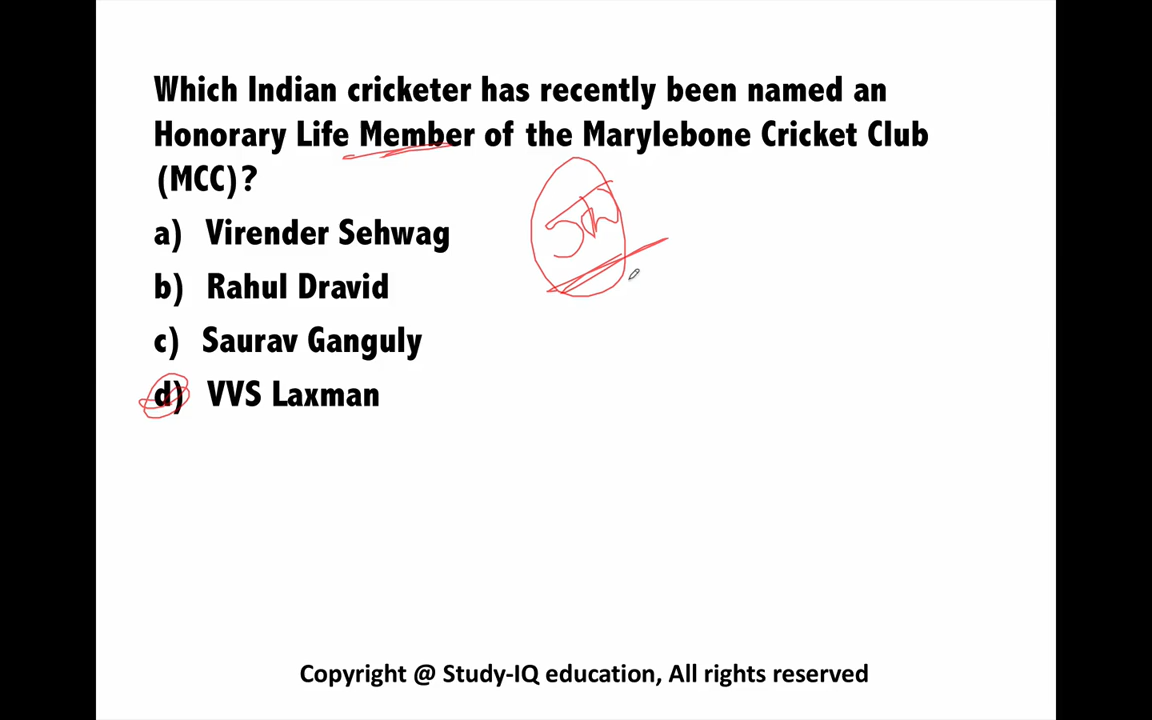 Which Indian cricketer has recently been named an
Honorary Life Member of the Marylebone Cricket Club
(MCC)?
a) Virender Sehwag
b) Rahul Dravid
c) Saurav Ganguly
d) VVS Laxman
Copyright @ Study-IQ education, All rights reserved